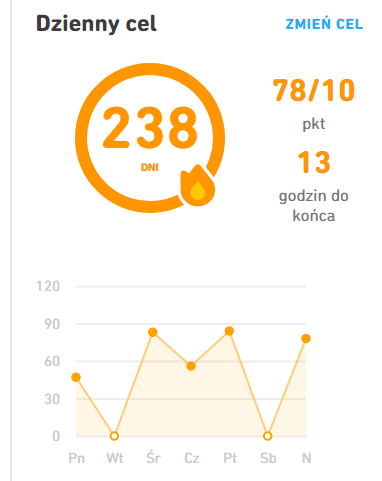 Dzienny cel
ZMIEŃ CEL
238
DNI
78/10
pkt
13
godzin do
końca
120
90
60
30
0
Pn Wt Śr Cz Pt Sb N